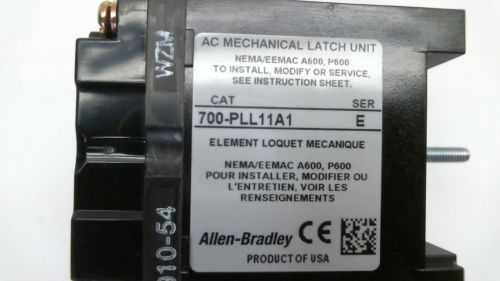 AC MECHANICAL LATCH UNIT
NEMA/EEMAC A600, P600
TO INSTALL, MODIFY OR SERVICE,
SEE INSTRUCTION SHEET.
CAT SER
700-PLL11A1 E
ELEMENT LOQUET MECANIQUE
NEMA/EEMAC A600, P600
POUR INSTALLER, MODIFIER OU
L'ENTRETIEN, VOIR LES
RENSEIGNEMENTS
Allen-Bradley CE
PRODUCT OF USA
WZM
910-54